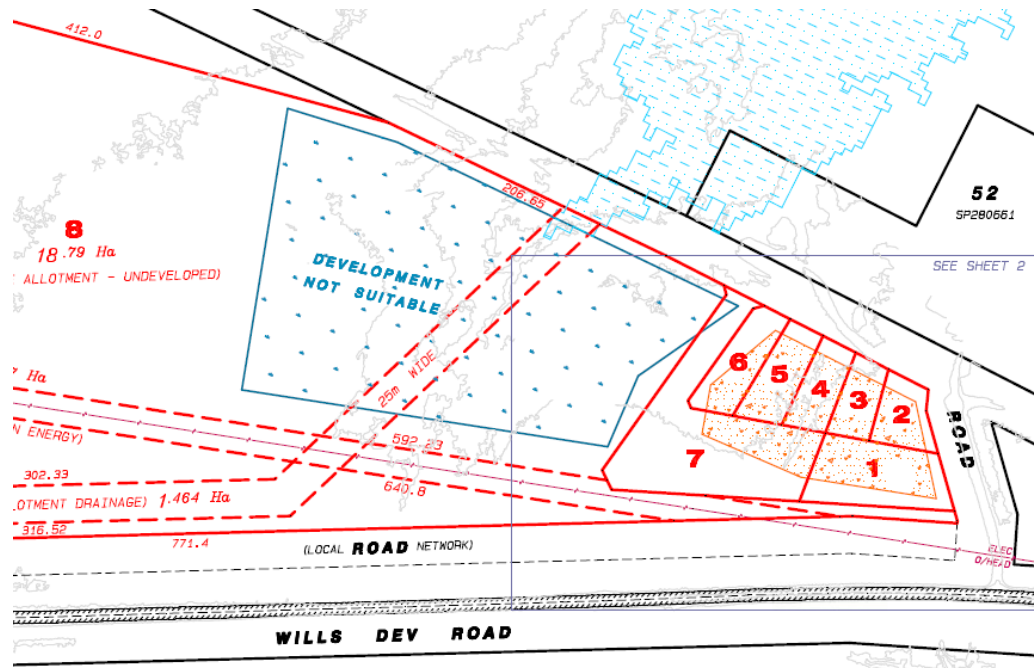 412.0
206.65
52
SP280661
SEE SHEET 2
8
18.79 Ha
ALLOTMENT - UNDEVELOPED)
DEVELOPMENT
NOT SUITABLE
25m WIDE
6
5
4
3
2
1
7
ROAD
Ha
N ENERGY)
592.23
302.33
640.8
LOTMENT DRAINAGE) 1.464 Ha
316.52
771.4
(LOCAL ROAD NETWORK)
ELEC
O/HEAD
WILLS DEV ROAD